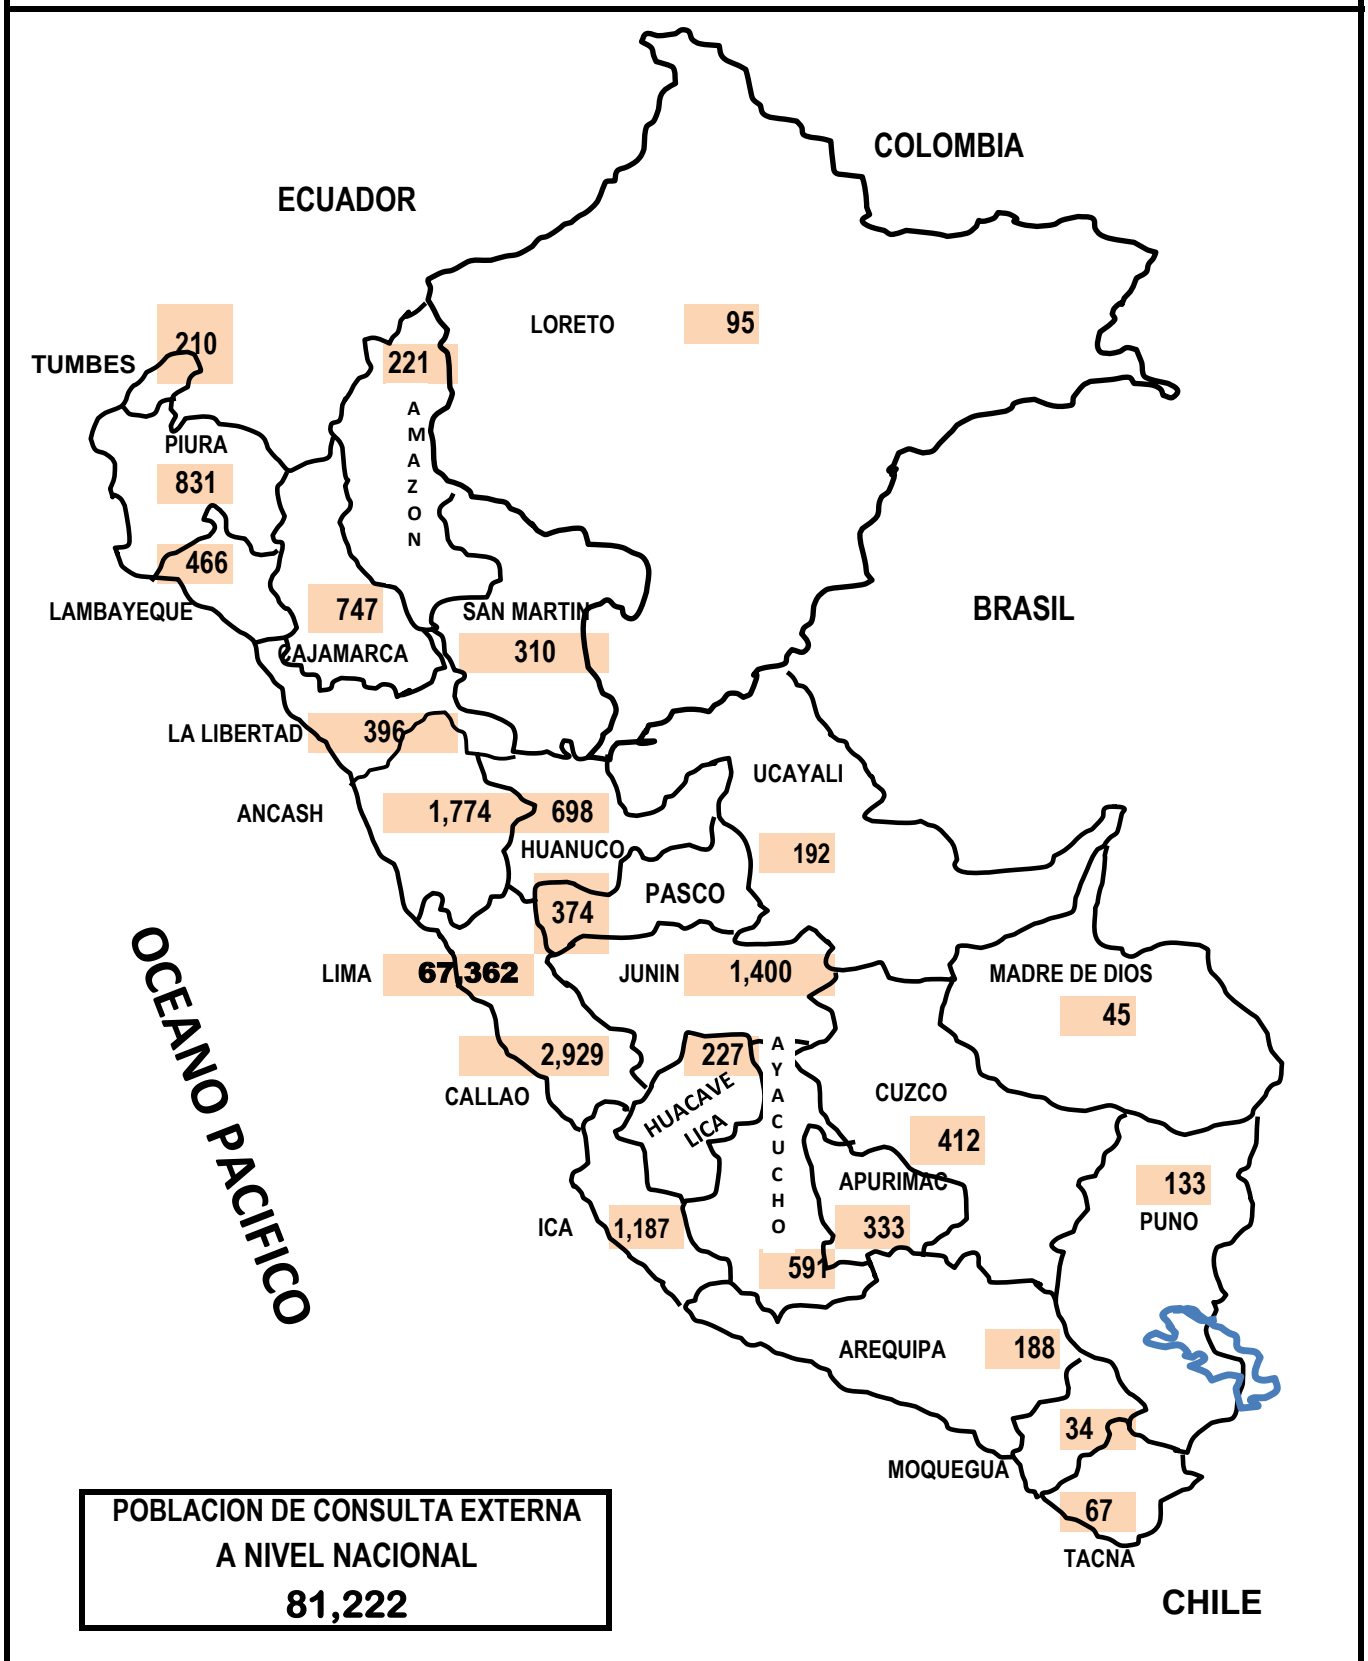 COLOMBIA
ECUADOR
LORETO 95
210
TUMBES
221
AMAZON
PIURA
831
466
LAMBAYEQUE
747
CAJAMARCA
SAN MARTIN
310
BRASIL
LA LIBERTAD 396
UCAYALI
192
ANCASH 1,774
698
HUANUCO
PASCO
374
LIMA 67,362
JUNIN 1,400
MADRE DE DIOS
45
OCEANO PACIFICO
2,929
CALLAO
227
HUACAVE
LICA
AYACUCHO
591
CUZCO
412
APURIMAC
333
133
PUNO
ICA 1,187
AREQUIPA 188
34
MOQUEGUA
67
TACNA
CHILE
POBLACION DE CONSULTA EXTERNA
A NIVEL NACIONAL
81,222